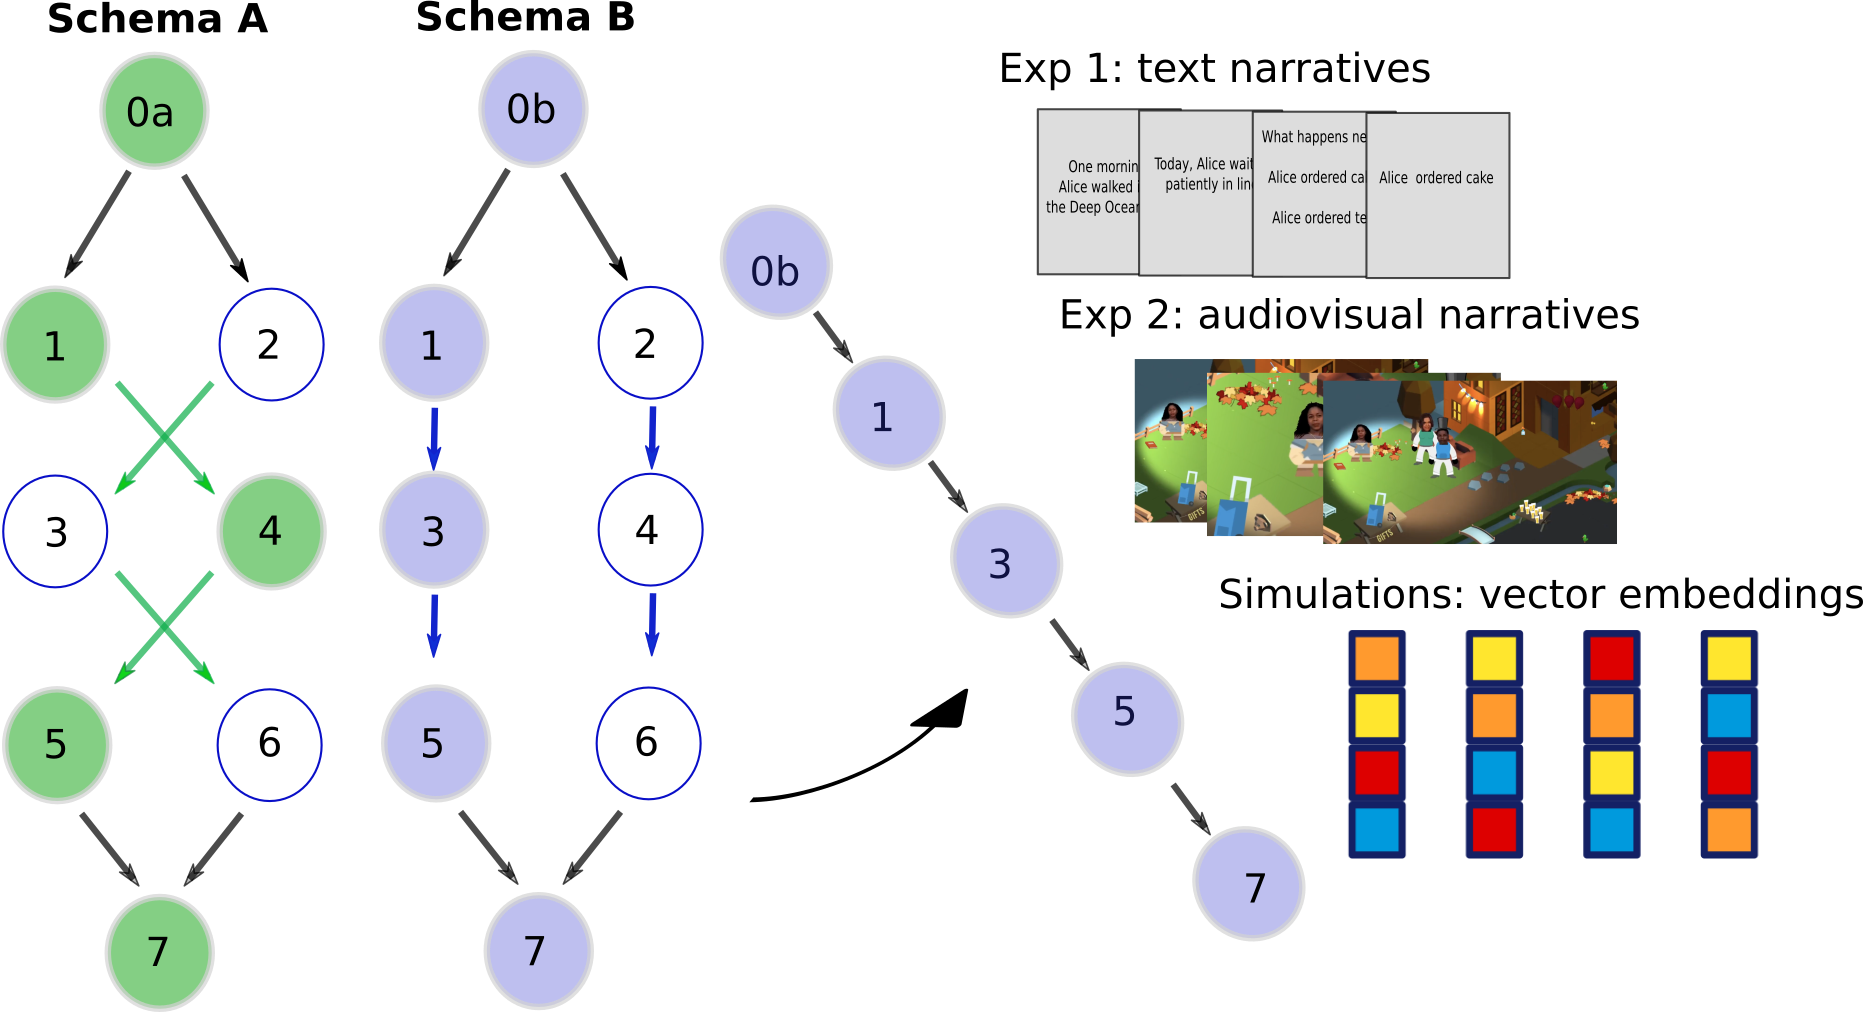 Schema A
Schema B
0a
0b
1
2
1
2
3
4
3
4
5
6
5
6
7
7
0b
1
3
5
7
Exp 1: text narratives
One mornin
Alice walked i
the Deep Ocear
Today, Alice wait
patiently in line
What happens ne
Alice ordered ca
Alice ordered te
Alice ordered cake
Exp 2: audiovisual narratives
GIFTS
GIFTS
Simulations: vector embeddings